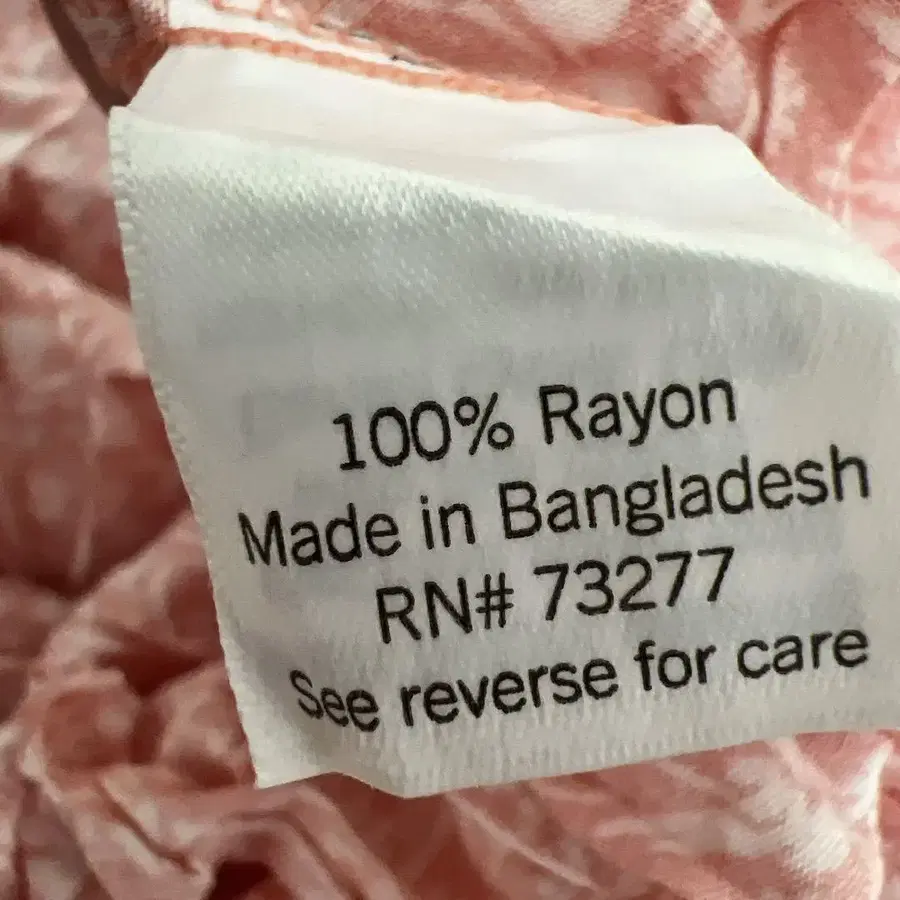 100% Rayon
Made in Bangladesh
RN# 73277
See reverse for care